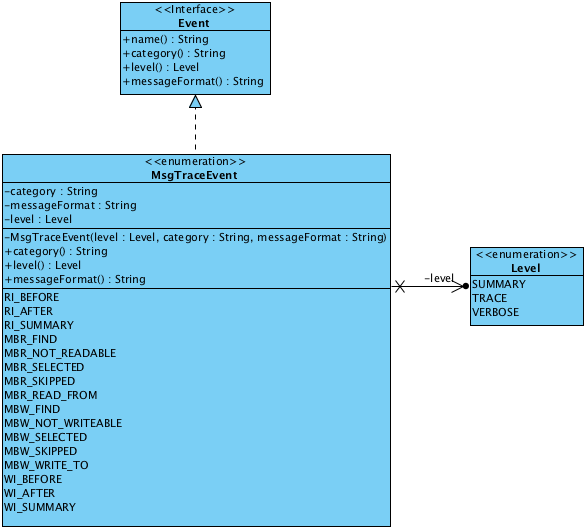 <<Interface>>
Event
+name() : String
+category() : String
+level() : Level
+messageFormat() : String
<<enumeration>>
MsgTraceEvent
-category : String
-messageFormat : String
-level : Level
-MsgTraceEvent(level : Level, category : String, messageFormat : String)
+category() : String
+level() : Level
+messageFormat() : String
RI_BEFORE
RI_AFTER
RI_SUMMARY
MBR_FIND
MBR_NOT_READABLE
MBR_SELECTED
MBR_SKIPPED
MBR_READ_FROM
MBW_FIND
MBW_NOT_WRITEABLE
MBW_SELECTED
MBW_SKIPPED
MBW_WRITE_TO
WI_BEFORE
WI_AFTER
WI_SUMMARY
-level
<<enumeration>>
Level
SUMMARY
TRACE
VERBOSE